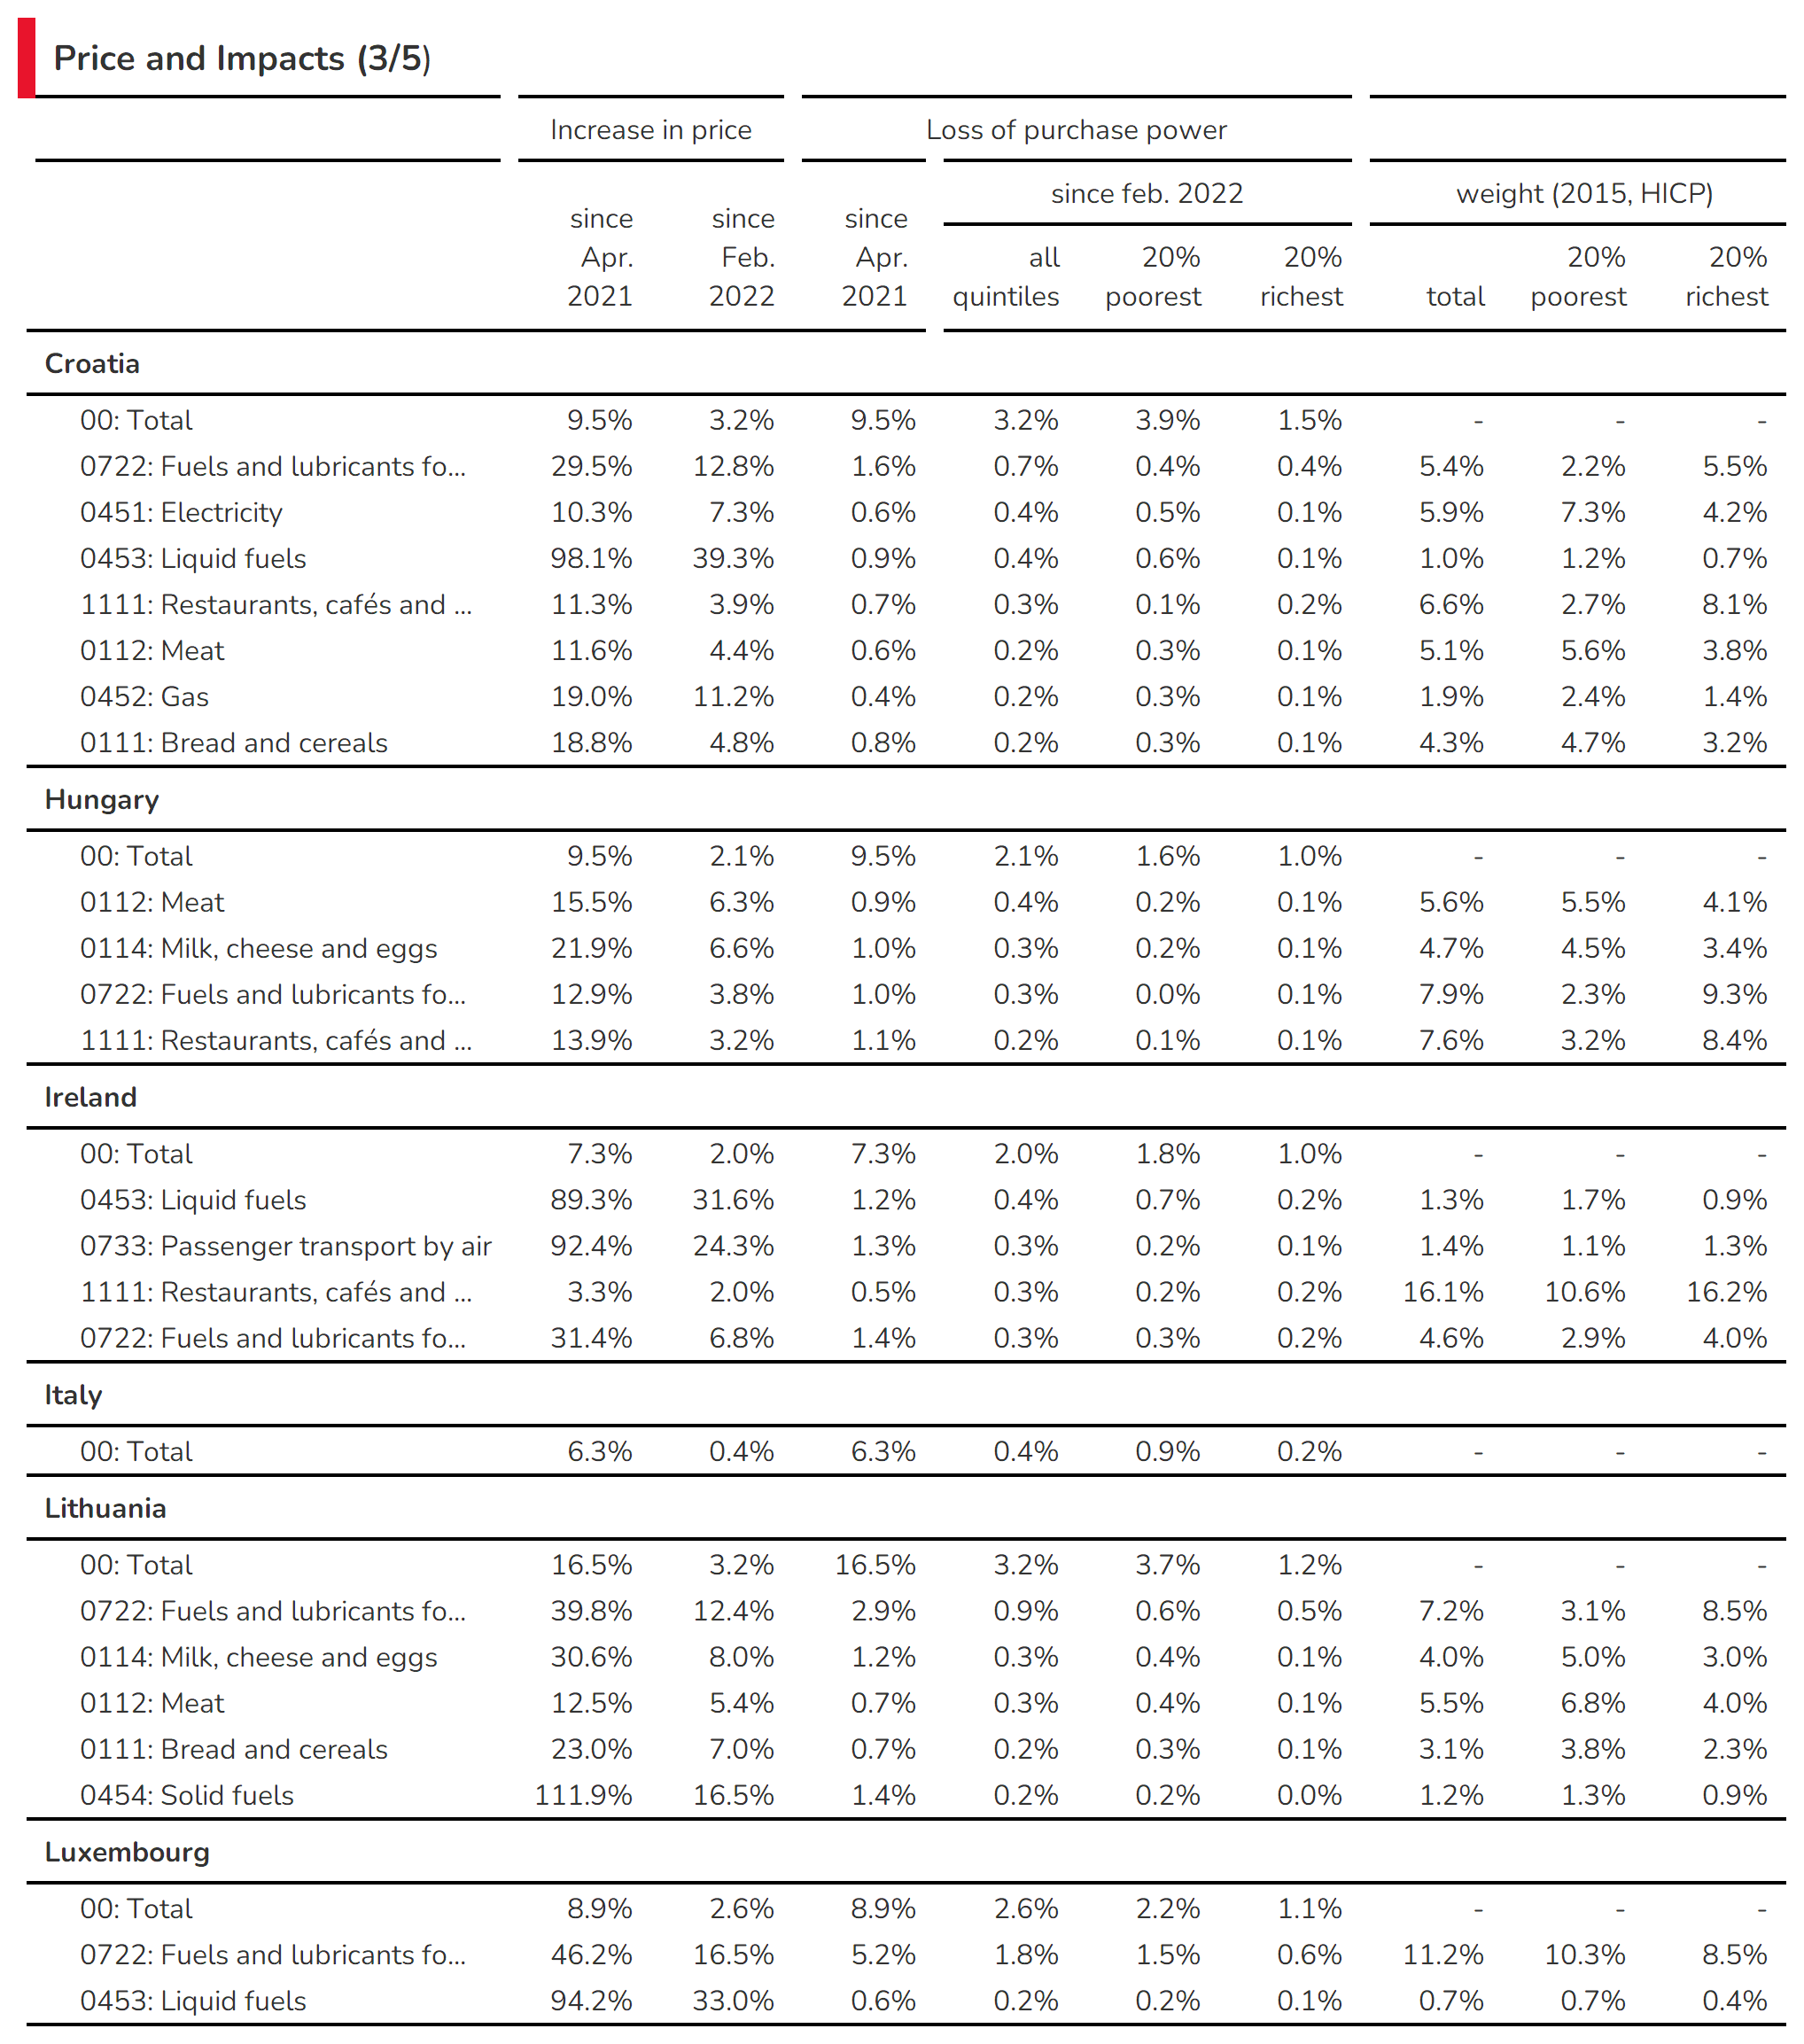 Price and Impacts (3/5)
Increase in price Loss of purchase power
since feb. 2022 weight (2015, HICP)
since since since
Apr. Feb. Apr. all 20% 20% 20% 20%
2021 2022 2021 quintiles poorest richest total poorest richest
Croatia
00: Total 9.5% 3.2% 9.5% 3.2% 3.9% 1.5% - - -
0722: Fuels and lubricants fo... 29.5% 12.8% 1.6% 0.7% 0.4% 0.4% 5.4% 2.2% 5.5%
0451: Electricity 10.3% 7.3% 0.6% 0.4% 0.5% 0.1% 5.9% 7.3% 4.2%
0453: Liquid fuels 98.1% 39.3% 0.9% 0.4% 0.6% 0.1% 1.0% 1.2% 0.7%
1111: Restaurants, cafés and ... 11.3% 3.9% 0.7% 0.3% 0.1% 0.2% 6.6% 2.7% 8.1%
0112: Meat 11.6% 4.4% 0.6% 0.2% 0.3% 0.1% 5.1% 5.6% 3.8%
0452: Gas 19.0% 11.2% 0.4% 0.2% 0.3% 0.1% 1.9% 2.4% 1.4%
0111: Bread and cereals 18.8% 4.8% 0.8% 0.2% 0.3% 0.1% 4.3% 4.7% 3.2%
Hungary
00: Total 9.5% 2.1% 9.5% 2.1% 1.6% 1.0% - - -
0112: Meat 15.5% 6.3% 0.9% 0.4% 0.2% 0.1% 5.6% 5.5% 4.1%
0114: Milk, cheese and eggs 21.9% 6.6% 1.0% 0.3% 0.2% 0.1% 4.7% 4.5% 3.4%
0722: Fuels and lubricants fo... 12.9% 3.8% 1.0% 0.3% 0.0% 0.1% 7.9% 2.3% 9.3%
1111: Restaurants, cafés and ... 13.9% 3.2% 1.1% 0.2% 0.1% 0.1% 7.6% 3.2% 8.4%
Ireland
00: Total 7.3% 2.0% 7.3% 2.0% 1.8% 1.0% - - -
0453: Liquid fuels 89.3% 31.6% 1.2% 0.4% 0.7% 0.2% 1.3% 1.7% 0.9%
0733: Passenger transport by air 92.4% 24.3% 1.3% 0.3% 0.2% 0.1% 1.4% 1.1% 1.3%
1111: Restaurants, cafés and ... 3.3% 2.0% 0.5% 0.3% 0.2% 0.2% 16.1% 10.6% 16.2%
0722: Fuels and lubricants fo... 31.4% 6.8% 1.4% 0.3% 0.3% 0.2% 4.6% 2.9% 4.0%
Italy
00: Total 6.3% 0.4% 6.3% 0.4% 0.9% 0.2% - - -
Lithuania
00: Total 16.5% 3.2% 16.5% 3.2% 3.7% 1.2% - - -
0722: Fuels and lubricants fo... 39.8% 12.4% 2.9% 0.9% 0.6% 0.5% 7.2% 3.1% 8.5%
0114: Milk, cheese and eggs 30.6% 8.0% 1.2% 0.3% 0.4% 0.1% 4.0% 5.0% 3.0%
0112: Meat 12.5% 5.4% 0.7% 0.3% 0.4% 0.1% 5.5% 6.8% 4.0%
0111: Bread and cereals 23.0% 7.0% 0.7% 0.2% 0.3% 0.1% 3.1% 3.8% 2.3%
0454: Solid fuels 111.9% 16.5% 1.4% 0.2% 0.2% 0.0% 1.2% 1.3% 0.9%
Luxembourg
00: Total 8.9% 2.6% 8.9% 2.6% 2.2% 1.1% - - -
0722: Fuels and lubricants fo... 46.2% 16.5% 5.2% 1.8% 1.5% 0.6% 11.2% 10.3% 8.5%
0453: Liquid fuels 94.2% 33.0% 0.6% 0.2% 0.2% 0.1% 0.7% 0.7% 0.4%